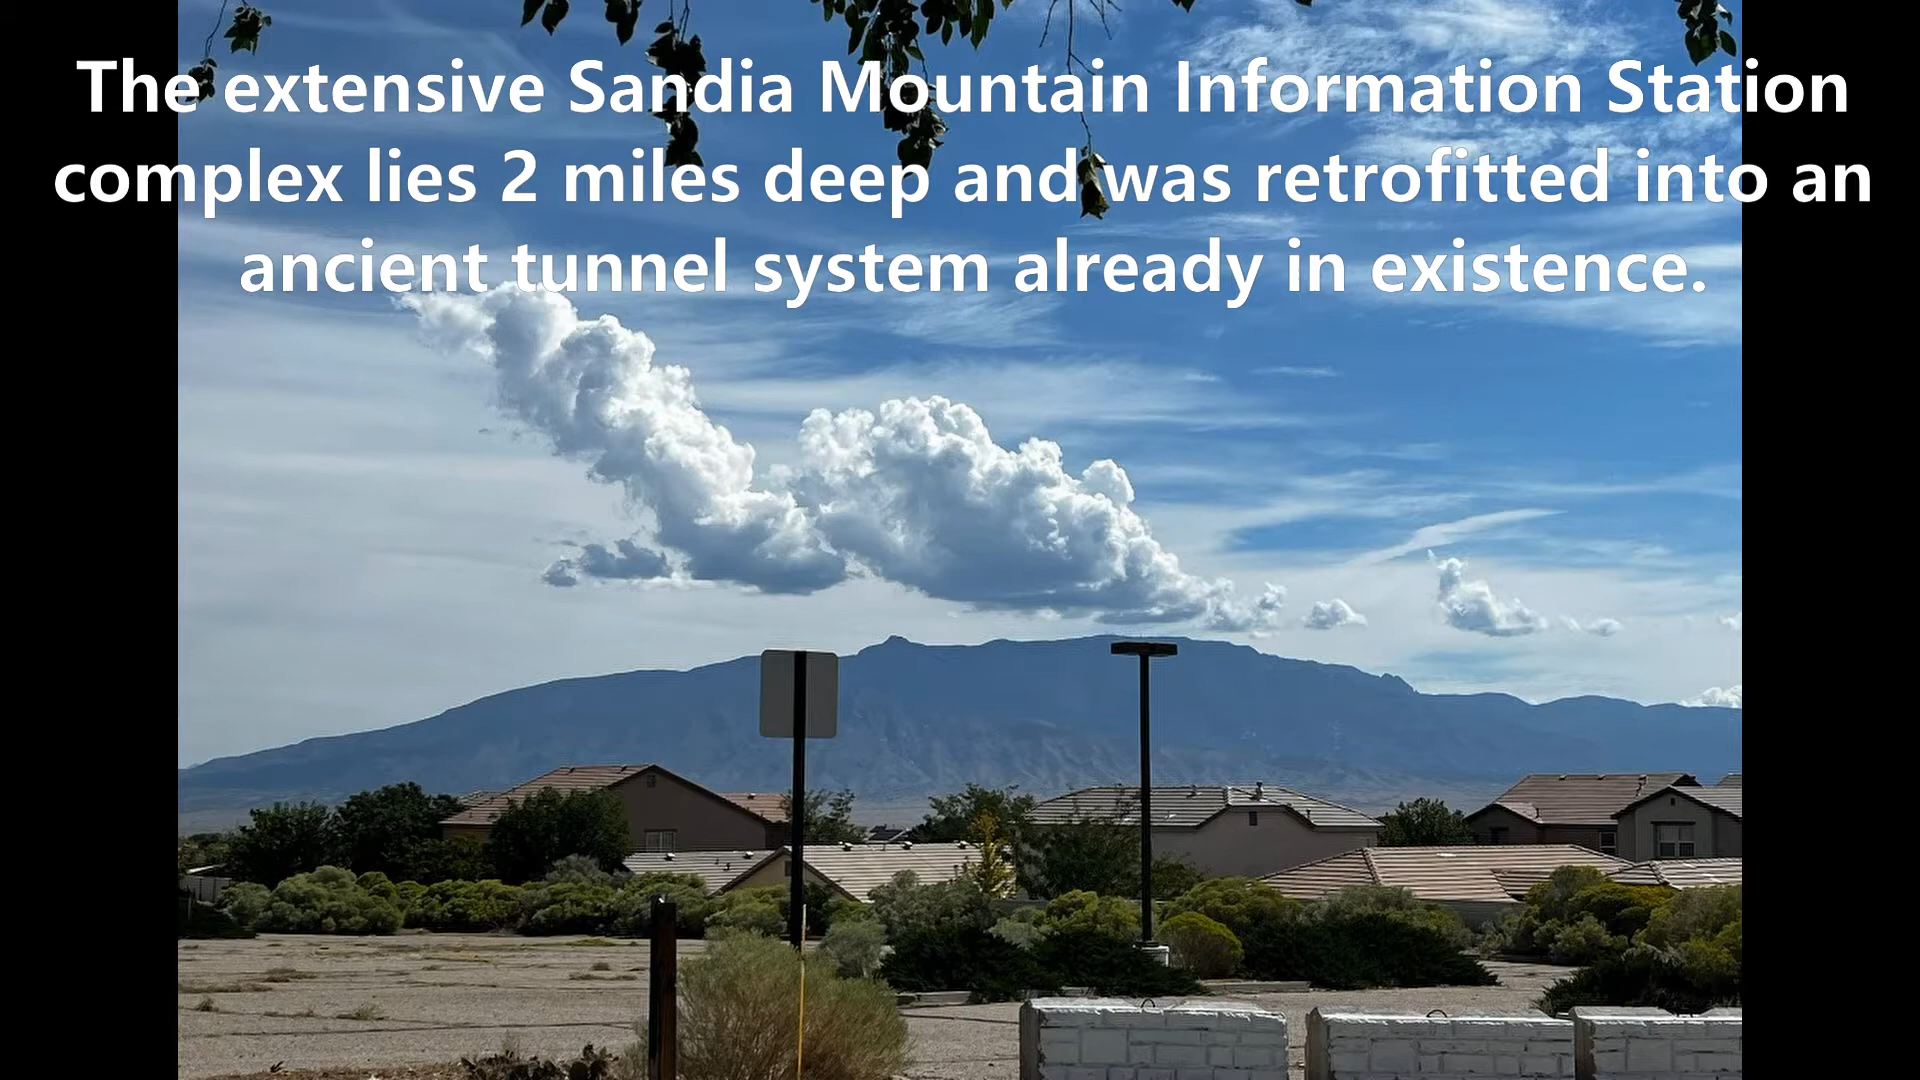 The extensive Sandia Mountain Information Station
complex lies 2 miles deep and was retrofitted into an
ancient tunnel system already in existence.